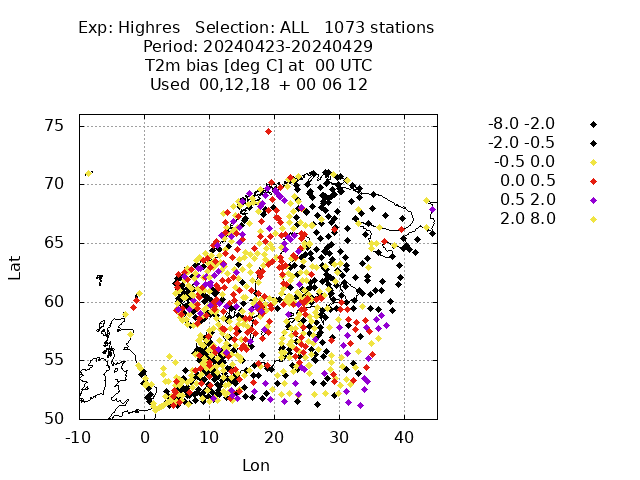 Exp: Highres   Selection: ALL   1073 stations
Period: 20240423-20240429
T2m bias [deg C] at  00 UTC
Used  00,12,18  + 00 06 12
-8.0 -2.0
-2.0 -0.5
-0.5 0.0
0.0 0.5
0.5 2.0
2.0 8.0
75
70
65
60
55
50
Lat
-10 0 10 20 30 40
Lon